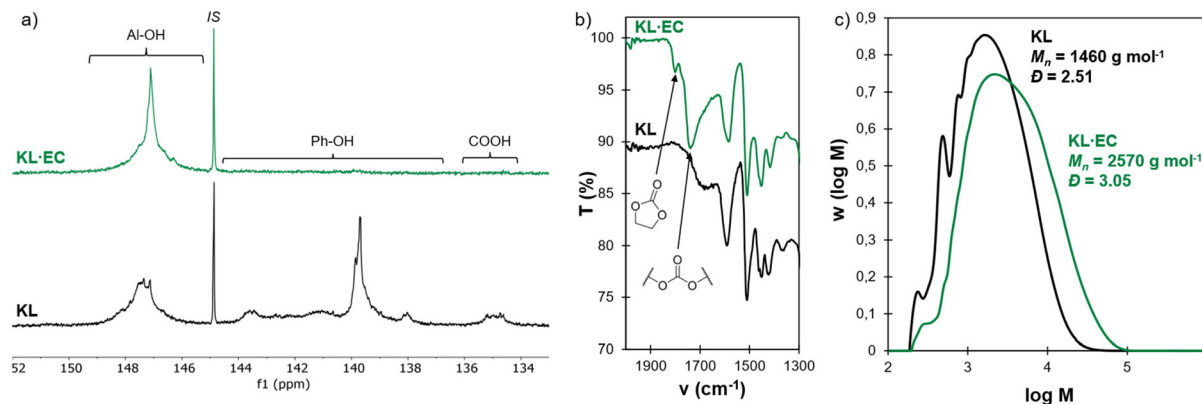 a)
IS
Al-OH
KL·EC
Ph-OH
COOH
KL
52
148
146
144
142
140
138
136
134
f1 (ppm)
b)
KL·EC
100
95
KL
90
85
80
75
70
T (%)
O
O
O
O
O
O
1900
1700
1500
1300
ν (cm-1)
c)
0,9
0,8
0,7
0,6
0,5
0,4
0,3
0,2
0,1
0
w (log M)
KL
Mn = 1460 g mol-1
Đ = 2.51
KL·EC
Mn = 2570 g mol-1
Đ = 3.05
2
3
4
5
log M